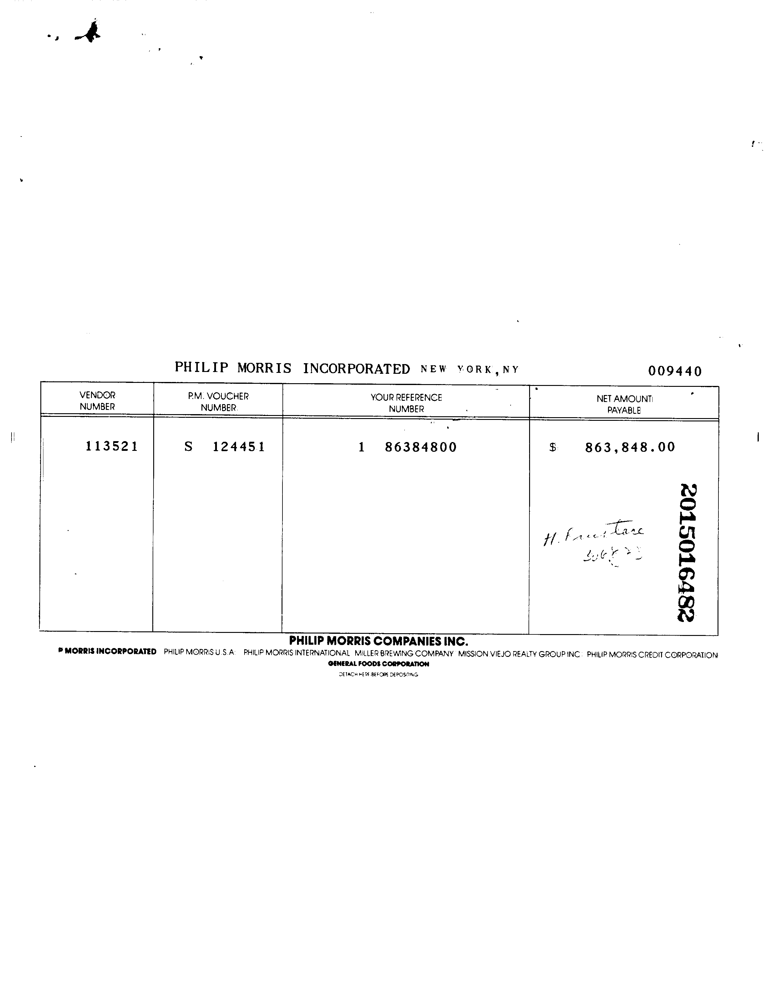 PHILIP MORRIS INCORPORATED NEW YORK, NY 009440
VENDOR NUMBER
P.M. VOUCHER NUMBER
YOUR REFERENCE NUMBER
NET AMOUNT PAYABLE
113521 S 124451 1 86384800 $ 863,848.00
H.
2015016482
PHILIP MORRIS COMPANIES INC.
P MORRIS INCORPORATED PHILIP MORRIS U.S.A. PHILIP MORRIS INTERNATIONAL MILLER BREWING COMPANY MISSION VIEJO REALTY GROUP INC. PHILIP MORRIS CREDIT CORPORATION
GENERAL FOODS CORPORATION
DETACH HERE BEFORE DEPOSITING